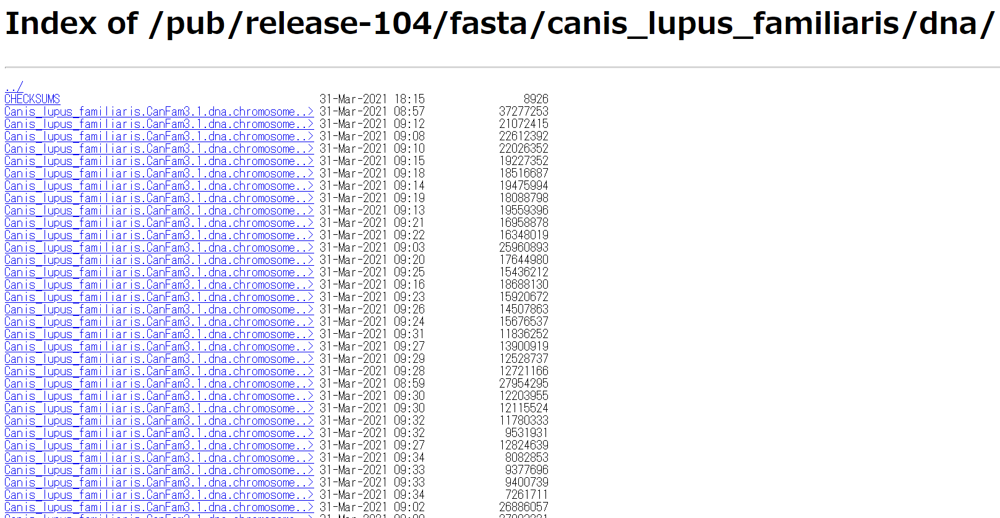 Index of /pub/release-104/fasta/canis_lupus_familiaris/dna/
../
CHECKSUMS 31-Mar-2021 18:15 8926
Canis_lupus_familiaris.CanFam3.1.dna.chromosome..> 31-Mar-2021 08:57 37277253
Canis_lupus_familiaris.CanFam3.1.dna.chromosome..> 31-Mar-2021 09:12 21072415
Canis_lupus_familiaris.CanFam3.1.dna.chromosome..> 31-Mar-2021 09:08 22612392
Canis_lupus_familiaris.CanFam3.1.dna.chromosome..> 31-Mar-2021 09:10 22026352
Canis_lupus_familiaris.CanFam3.1.dna.chromosome..> 31-Mar-2021 09:15 19227352
Canis_lupus_familiaris.CanFam3.1.dna.chromosome..> 31-Mar-2021 09:18 18516687
Canis_lupus_familiaris.CanFam3.1.dna.chromosome..> 31-Mar-2021 09:14 19475994
Canis_lupus_familiaris.CanFam3.1.dna.chromosome..> 31-Mar-2021 09:19 18088798
Canis_lupus_familiaris.CanFam3.1.dna.chromosome..> 31-Mar-2021 09:13 19559396
Canis_lupus_familiaris.CanFam3.1.dna.chromosome..> 31-Mar-2021 09:21 16958878
Canis_lupus_familiaris.CanFam3.1.dna.chromosome..> 31-Mar-2021 09:22 16348019
Canis_lupus_familiaris.CanFam3.1.dna.chromosome..> 31-Mar-2021 09:03 25960893
Canis_lupus_familiaris.CanFam3.1.dna.chromosome..> 31-Mar-2021 09:20 17644980
Canis_lupus_familiaris.CanFam3.1.dna.chromosome..> 31-Mar-2021 09:25 15436212
Canis_lupus_familiaris.CanFam3.1.dna.chromosome..> 31-Mar-2021 09:16 18688130
Canis_lupus_familiaris.CanFam3.1.dna.chromosome..> 31-Mar-2021 09:23 15920672
Canis_lupus_familiaris.CanFam3.1.dna.chromosome..> 31-Mar-2021 09:26 14507863
Canis_lupus_familiaris.CanFam3.1.dna.chromosome..> 31-Mar-2021 09:24 15676537
Canis_lupus_familiaris.CanFam3.1.dna.chromosome..> 31-Mar-2021 09:31 11836252
Canis_lupus_familiaris.CanFam3.1.dna.chromosome..> 31-Mar-2021 09:27 13900919
Canis_lupus_familiaris.CanFam3.1.dna.chromosome..> 31-Mar-2021 09:29 12528737
Canis_lupus_familiaris.CanFam3.1.dna.chromosome..> 31-Mar-2021 09:28 12721166
Canis_lupus_familiaris.CanFam3.1.dna.chromosome..> 31-Mar-2021 08:59 27954295
Canis_lupus_familiaris.CanFam3.1.dna.chromosome..> 31-Mar-2021 09:30 12203955
Canis_lupus_familiaris.CanFam3.1.dna.chromosome..> 31-Mar-2021 09:30 12115524
Canis_lupus_familiaris.CanFam3.1.dna.chromosome..> 31-Mar-2021 09:32 11780333
Canis_lupus_familiaris.CanFam3.1.dna.chromosome..> 31-Mar-2021 09:32 9531931
Canis_lupus_familiaris.CanFam3.1.dna.chromosome..> 31-Mar-2021 09:27 12824639
Canis_lupus_familiaris.CanFam3.1.dna.chromosome..> 31-Mar-2021 09:34 8082853
Canis_lupus_familiaris.CanFam3.1.dna.chromosome..> 31-Mar-2021 09:33 9377696
Canis_lupus_familiaris.CanFam3.1.dna.chromosome..> 31-Mar-2021 09:33 9400739
Canis_lupus_familiaris.CanFam3.1.dna.chromosome..> 31-Mar-2021 09:34 7261711
Canis_lupus_familiaris.CanFam3.1.dna.chromosome..> 31-Mar-2021 09:02 26886057